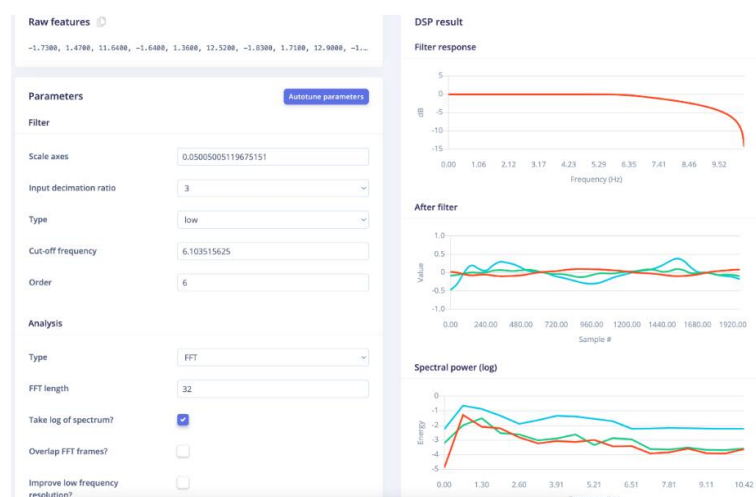 Raw features
-1.7300, 1.4700, 11.6400, -1.6400, 1.3600, 12.5200, -1.8300, 1.7100, 12.9000, -1...
Parameters
Autotune parameters
Filter
Scale axes
0.05005005119675151
Input decimation ratio
3
Type
low
Cut-off frequency
6.103515625
Order
6
Analysis
Type
FFT
FFT length
32
Take log of spectrum?
Overlap FFT frames?
Improve low frequency
resolution?
DSP result
Filter response
5
0
-5
-10
-15
dB
0.00 1.06 2.12 3.17 4.23 5.29 6.35 7.41 8.46 9.52
Frequency (Hz)
After filter
1.0
0.5
0
-0.5
-1.0
Value
0.00 240.00 480.00 720.00 960.00 1200.00 1440.00 1680.00 1920.00
Sample #
Spectral power (log)
0
-1
-2
-3
-4
-5
Energy
0.00 1.30 2.60 3.91 5.21 6.51 7.81 9.11 10.42